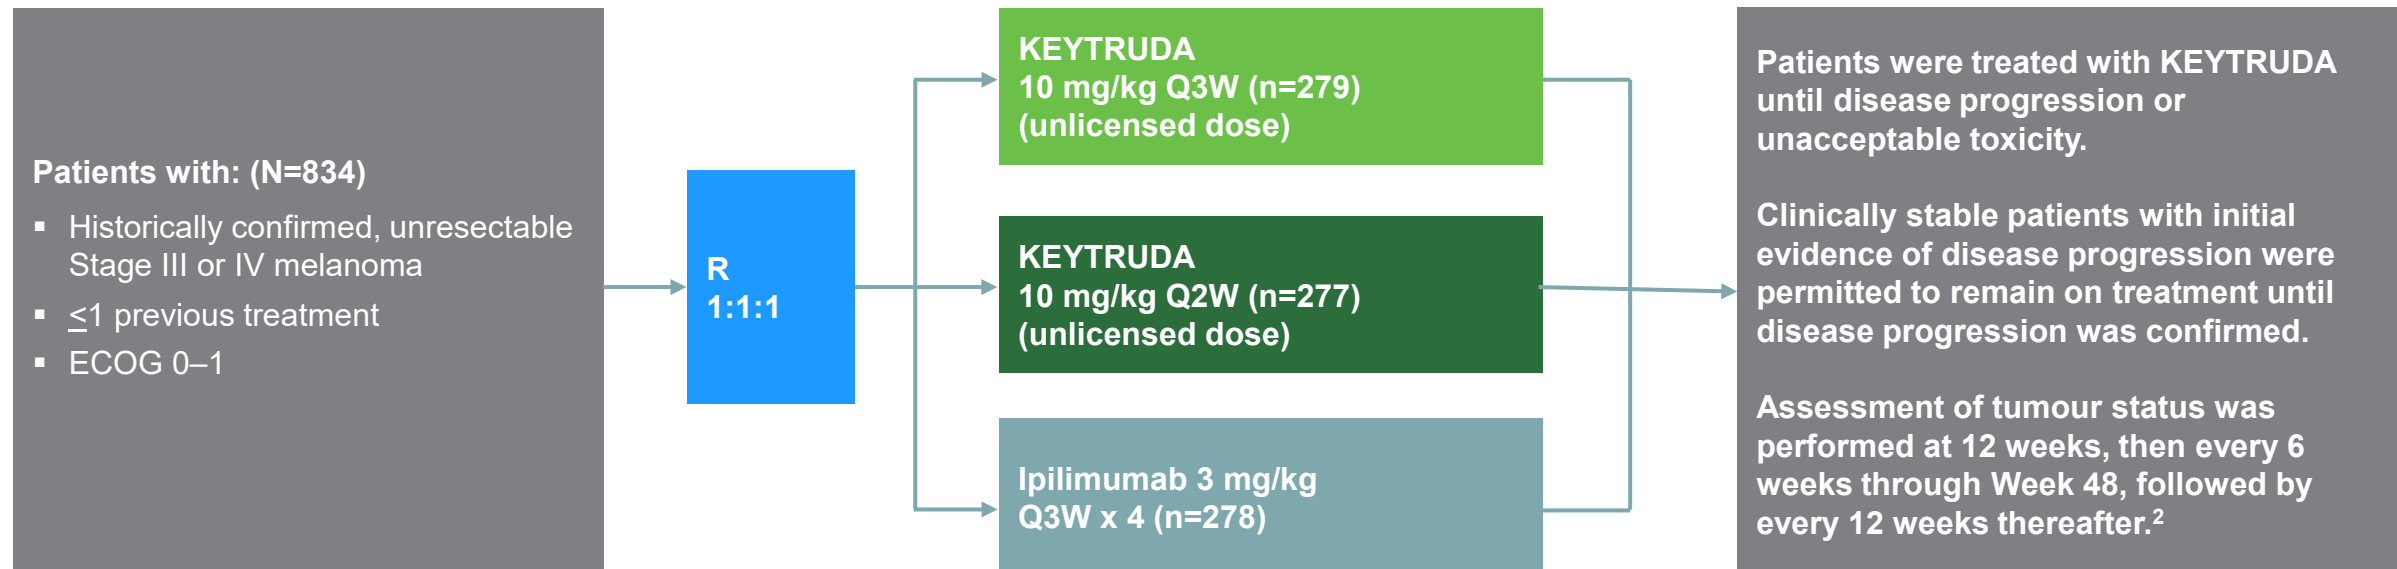 Patients with: (N=834)
▪ Historically confirmed, unresectable
Stage III or IV melanoma
▪ <1 previous treatment
▪ ECOG 0–1
R
1:1:1
KEYTRUDA
10 mg/kg Q3W (n=279)
(unlicensed dose)
KEYTRUDA
10 mg/kg Q2W (n=277)
(unlicensed dose)
Ipilimumab 3 mg/kg
Q3W x 4 (n=278)
Patients were treated with KEYTRUDA
until disease progression or
unacceptable toxicity.
Clinically stable patients with initial
evidence of disease progression were
permitted to remain on treatment until
disease progression was confirmed.
Assessment of tumour status was
performed at 12 weeks, then every 6
weeks through Week 48, followed by
every 12 weeks thereafter.²